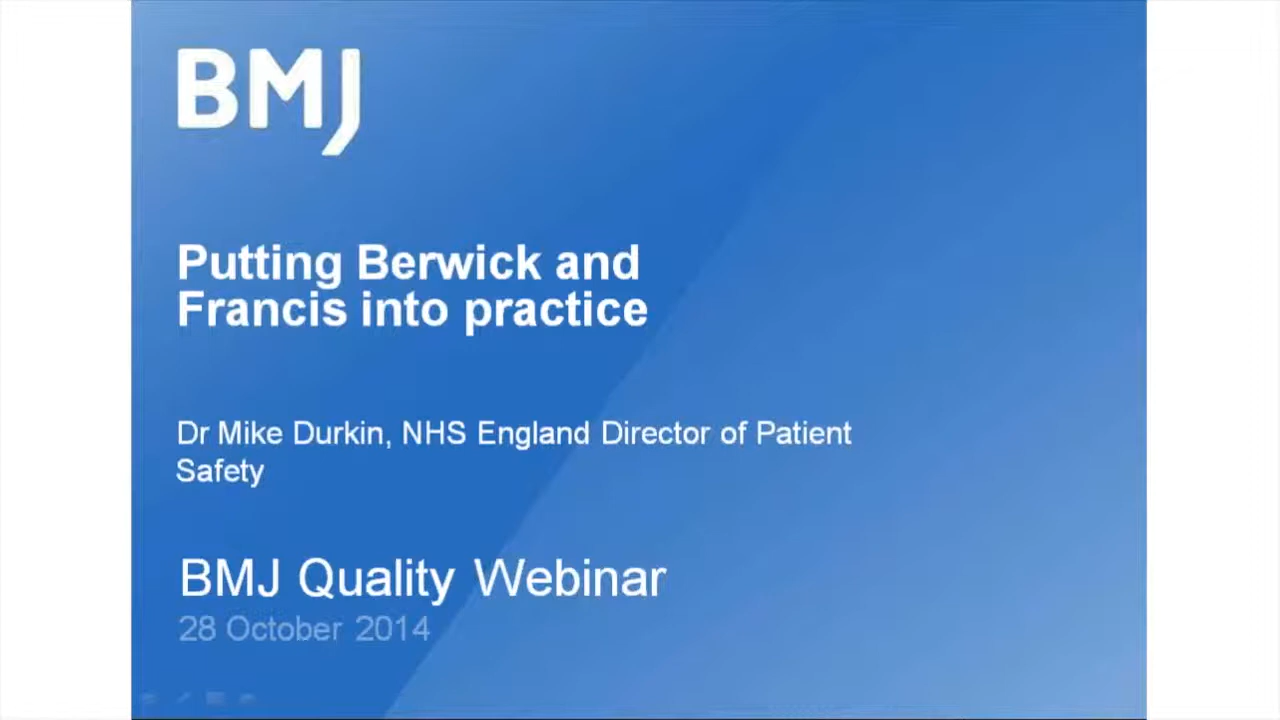 BMJ
Putting Berwick and
Francis into practice
Dr Mike Durkin, NHS England Director of Patient
Safety
BMJ Quality Webinar
28 October 2014